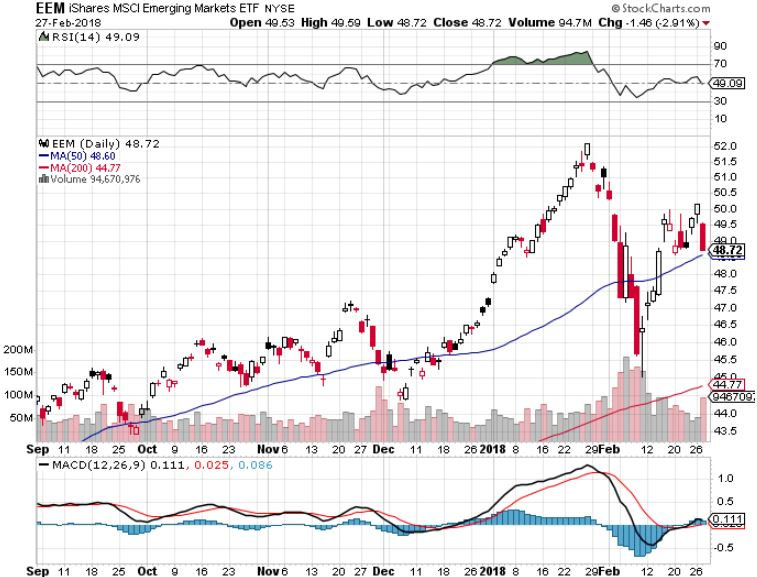 EEM iShares MSCI Emerging Markets ETF NYSE © StockCharts.com
27-Feb-2018 Open 49.53 High 49.59 Low 48.72 Close 48.72 Volume 94.7M Chg -1.46 (-2.91%)
RSI(14) 49.09
90
70
49.09
30
10
EEM (Daily) 48.72
MA(50) 48.60
MA(200) 44.77
Volume 94,670,976
52.0
51.5
51.0
50.5
50.0
49.5
49.0
48.72
48.0
47.5
47.0
46.5
46.0
200M
45.5
150M
45.0
44.77
100M
44.0
50M
43.5
Sep 11 18 25 Oct 9 16 23 Nov 6 13 20 27 Dec 11 18 26 2018 8 16 22 29 Feb 12 20 26
MACD(12,26,9) 0.111, 0.025, 0.086
1.0
0.5
0.111
-0.5
Sep 11 18 25 Oct 9 16 23 Nov 6 13 20 27 Dec 11 18 26 2018 8 16 22 29 Feb 12 20 26